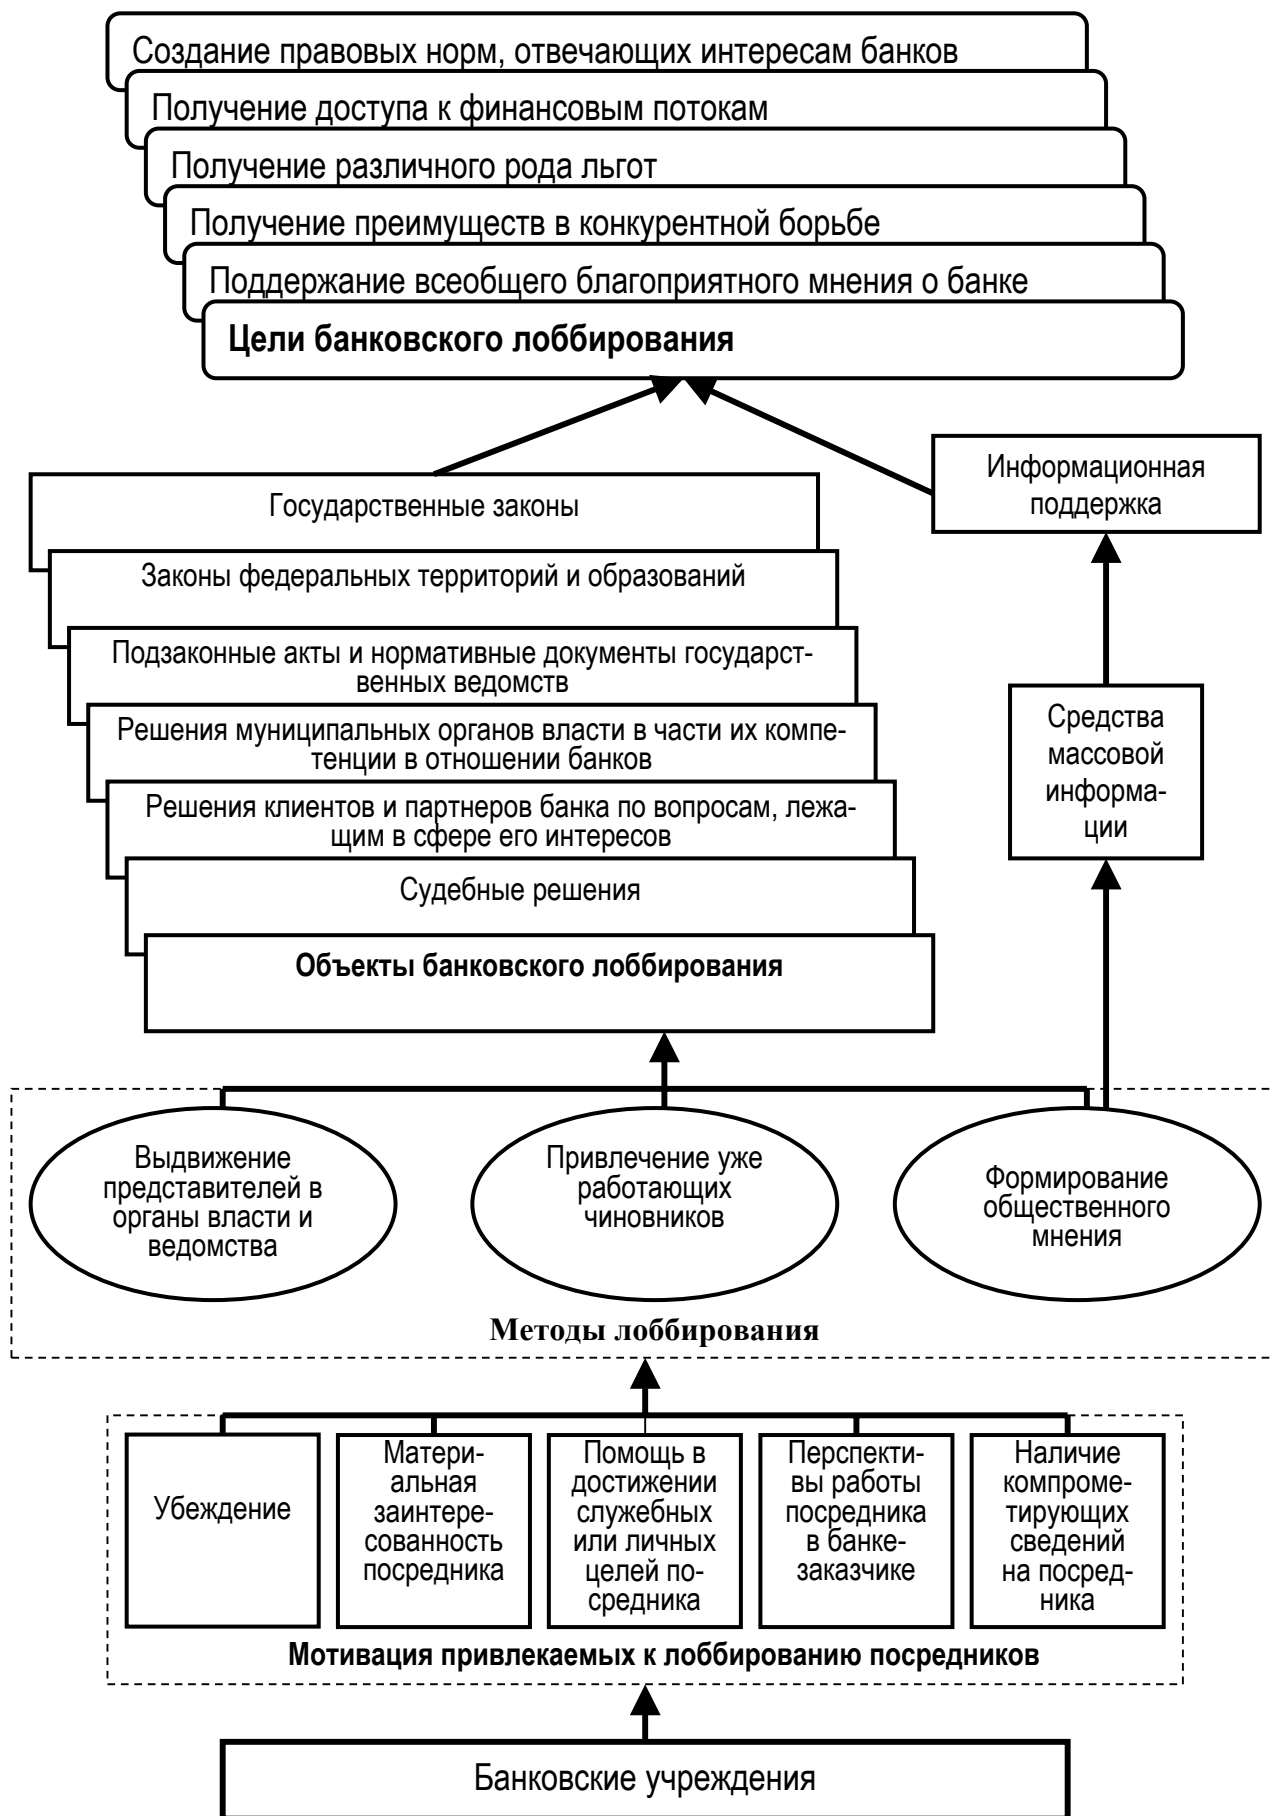 Создание правовых норм, отвечающих интересам банков
Получение доступа к финансовым потокам
Получение различного рода льгот
Получение преимуществ в конкурентной борьбе
Поддержание всеобщего благоприятного мнения о банке
Цели банковского лоббирования
Информационная
поддержка
Государственные законы
Законы федеральных территорий и образований
Подзаконные акты и нормативные документы государст-
венных ведомств
Решения муниципальных органов власти в части их компе-
тенции в отношении банков
Решения клиентов и партнеров банка по вопросам, лежа-
щим в сфере его интересов
Судебные решения
Объекты банковского лоббирования
Средства
массовой
информа-
ции
Выдвижение
представителей в
органы власти и
ведомства
Привлечение уже
работающих
чиновников
Формирование
общественного
мнения
Методы лоббирования
Убеждение
Матери-
альная
заинтере-
сованность
посредника
Помощь в
достижении
служебных
или личных
целей по-
средника
Перспекти-
вы работы
посредника
в банке-
заказчике
Наличие
компроме-
тирующих
сведений
на посред-
ника
Мотивация привлекаемых к лоббированию посредников
Банковские учреждения